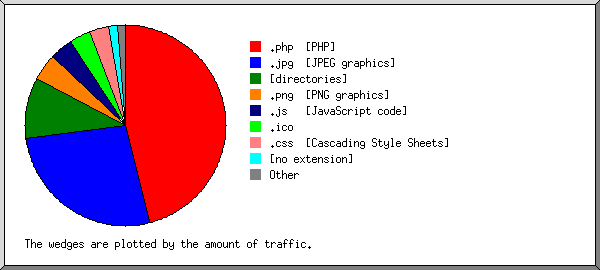 .php [PHP]
.jpg [JPEG graphics]
[directories]
.png [PNG graphics]
.js [JavaScript code]
.ico
.css [Cascading Style Sheets]
[no extension]
Other
The wedges are plotted by the amount of traffic.